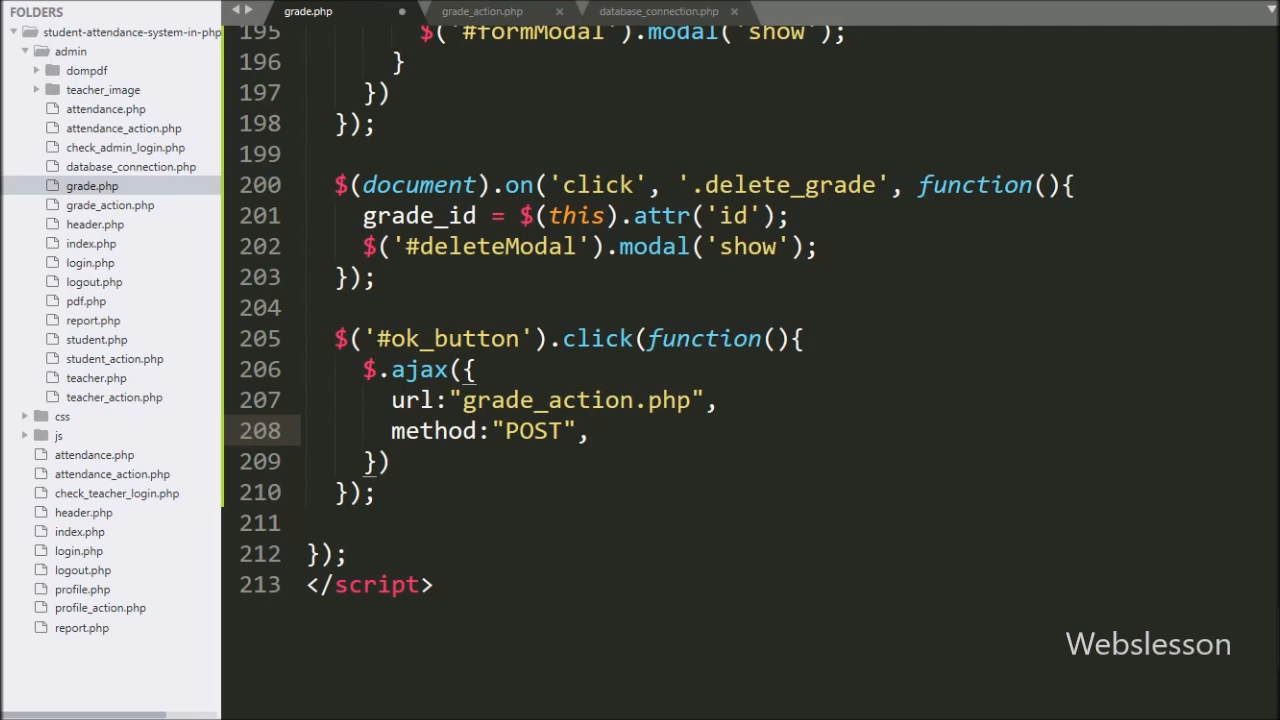 FOLDERS
student-attendance-system-in-php
admin
dompdf
teacher_image
attendance.php
attendance_action.php
check_admin_login.php
database_connection.php
grade.php
grade_action.php
header.php
index.php
login.php
logout.php
pdf.php
report.php
student.php
student_action.php
teacher.php
teacher_action.php
css
js
attendance.php
attendance_action.php
check_teacher_login.php
header.php
index.php
login.php
logout.php
profile.php
profile_action.php
report.php
grade.php
grade_action.php
database_connection.php
195 $('#formModal').modal('show');
196 }
197 })
198 });
199
200 $(document).on('click', '.delete_grade', function(){
201 grade_id = $(this).attr('id');
202 $('#deleteModal').modal('show');
203 });
204
205 $('#ok_button').click(function(){
206 $.ajax({
207 url:"grade_action.php",
208 method:"POST",
209 })
210 });
211
212 });
213 </script>
Webslesson